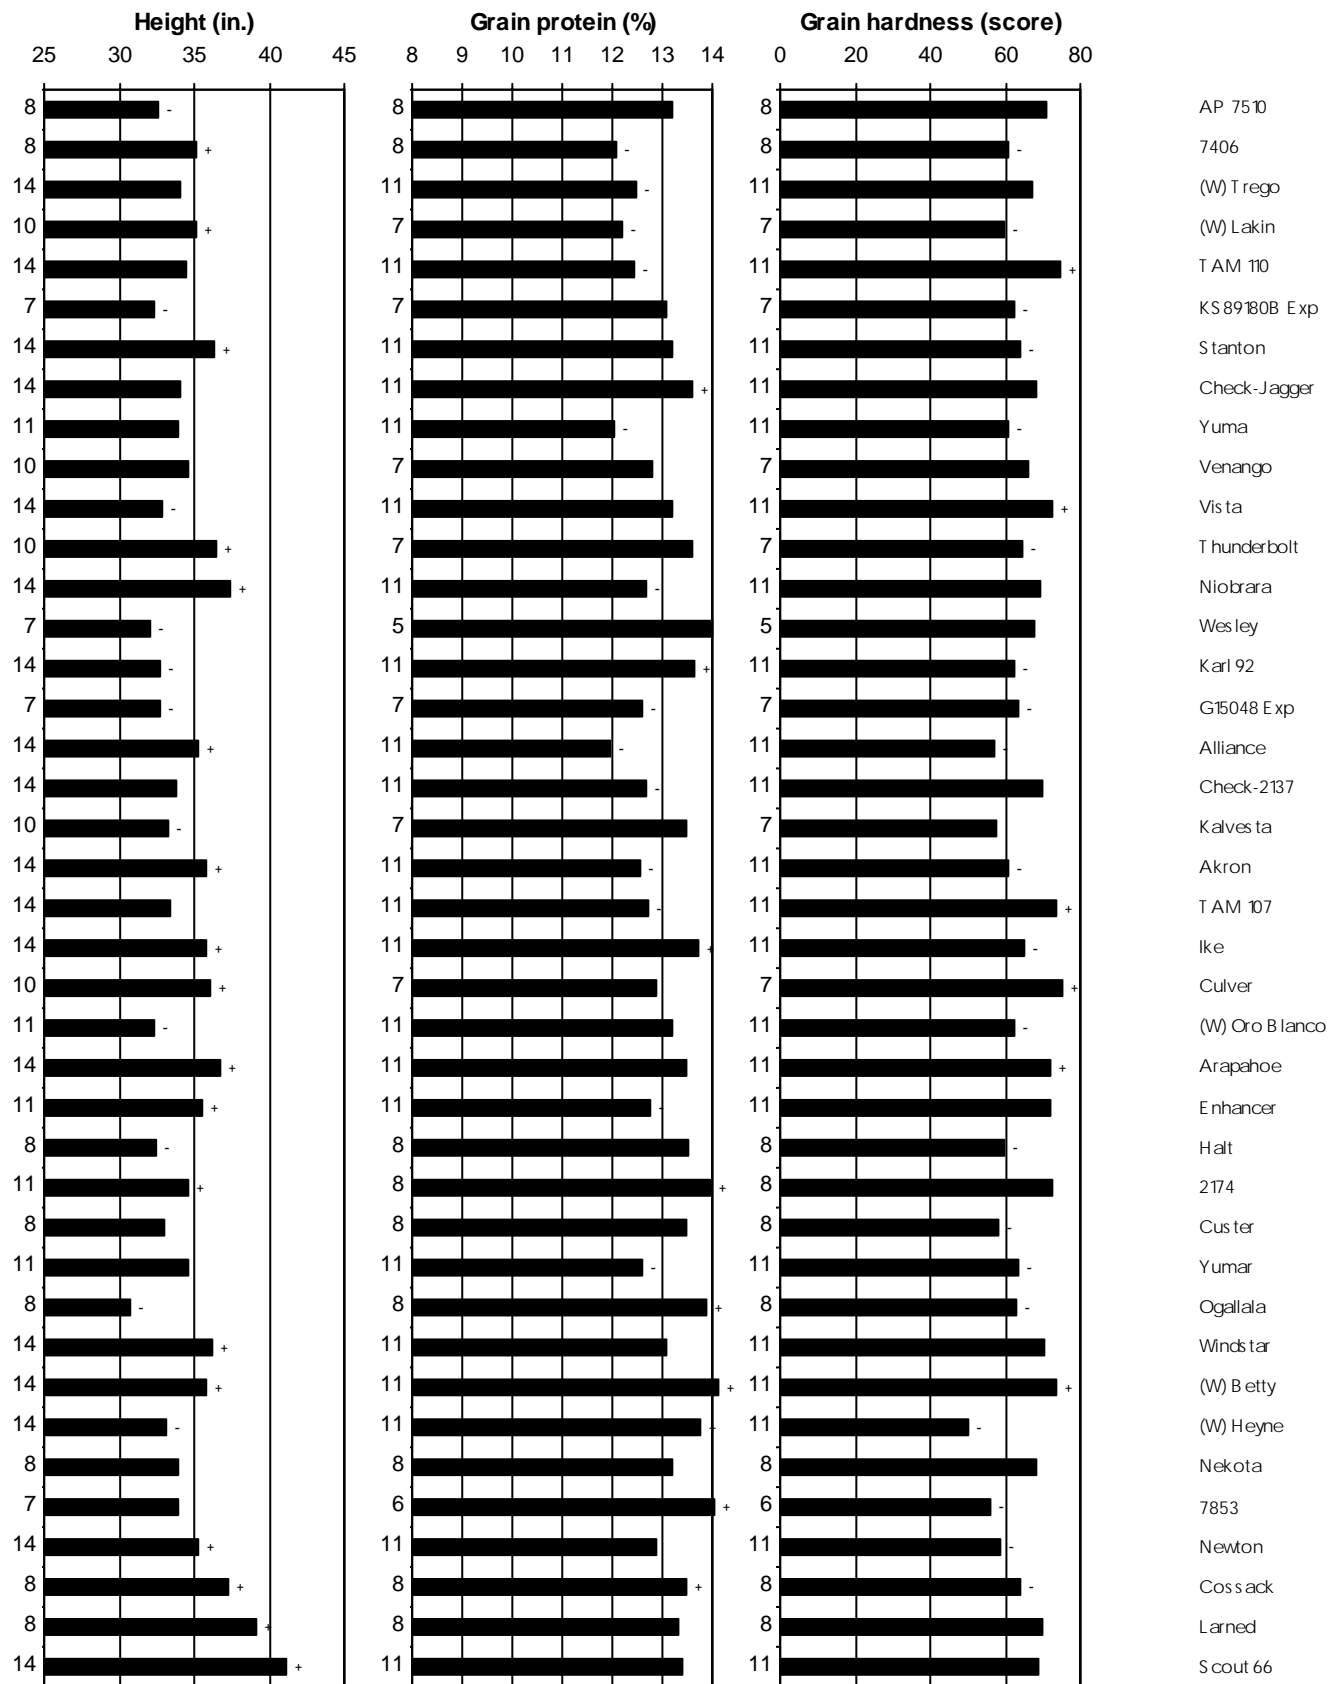 Height (in.) Grain protein (%) Grain hardness (score)
25 30 35 40 45 8 9 10 11 12 13 14 0 20 40 60 80
8 - 8 8 AP 7510
8 + 8 - 8 - 7406
14 11 - 11 (W) Trego
10 + 7 - 7 - (W) Lakin
14 11 - 11 + TAM 110
7 - 7 7 - KS89180B Exp
14 + 11 11 - Stanton
14 11 + 11 Check-Jagger
11 11 - 11 - Yuma
10 7 7 Venango
14 - 11 11 + Vista
10 + 7 7 - Thunderbolt
14 + 11 - 11 Niobrara
7 - 5 5 Wesley
14 - 11 + 11 - Karl 92
7 - 7 - 7 - G15048 Exp
14 + 11 - 11 - Alliance
14 11 - 11 Check-2137
10 - 7 7 Kalvesta
14 + 11 - 11 - Akron
14 11 - 11 + TAM 107
14 + 11 + 11 - Ike
10 + 7 7 + Culver
11 - 11 11 - (W) Oro Blanco
14 + 11 11 + Arapahoe
11 + 11 - 11 Enhancer
8 - 8 8 - Halt
11 + 8 + 8 2174
8 8 8 - Custer
11 11 - 11 - Yumar
8 - 8 + 8 - Ogallala
14 + 11 11 Windstar
14 + 11 + 11 + (W) Betty
14 - 11 - 11 - (W) Heyne
8 8 8 Nekota
7 6 + 6 - 7853
14 + 11 11 - Newton
8 + 8 + 8 - Cossack
8 + 8 8 Larned
14 + 11 11 Scout 66